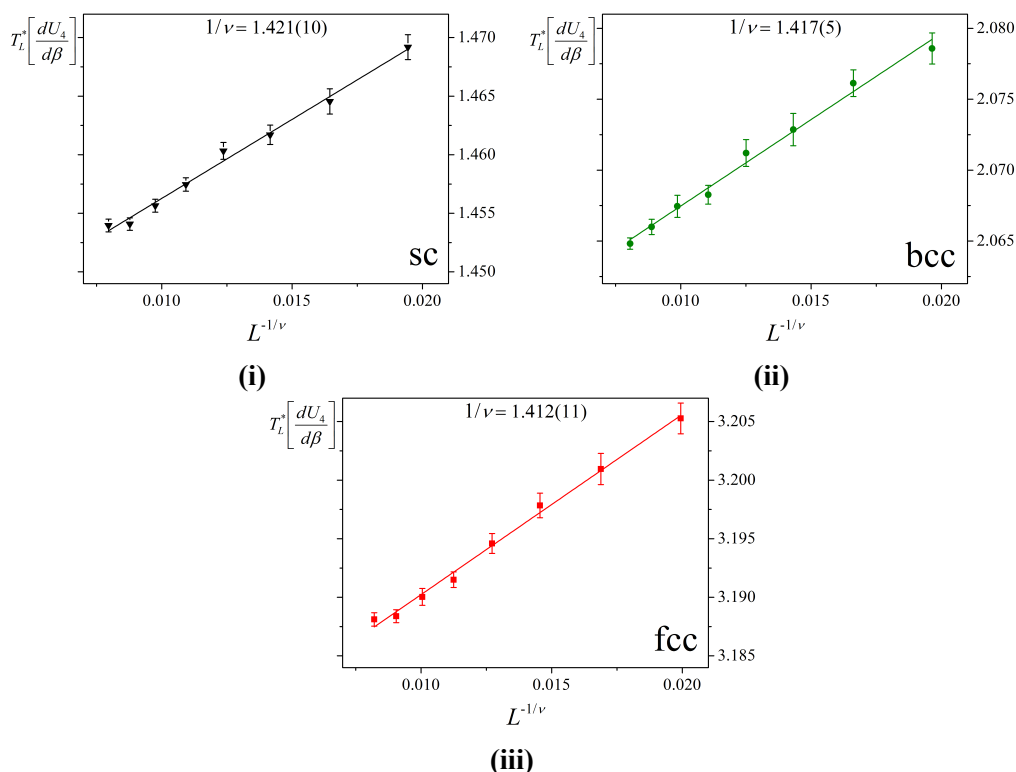 T_L^* [dU_4/dβ]
1/ν = 1.421(10)
1.470
1.465
1.460
1.455
1.450
sc
0.010 0.015 0.020
L^{-1/ν}
(i)
T_L^* [dU_4/dβ]
1/ν = 1.417(5)
2.080
2.075
2.070
2.065
bcc
0.010 0.015 0.020
L^{-1/ν}
(ii)
T_L^* [dU_4/dβ]
1/ν = 1.412(11)
3.205
3.200
3.195
3.190
3.185
fcc
0.010 0.015 0.020
L^{-1/ν}
(iii)